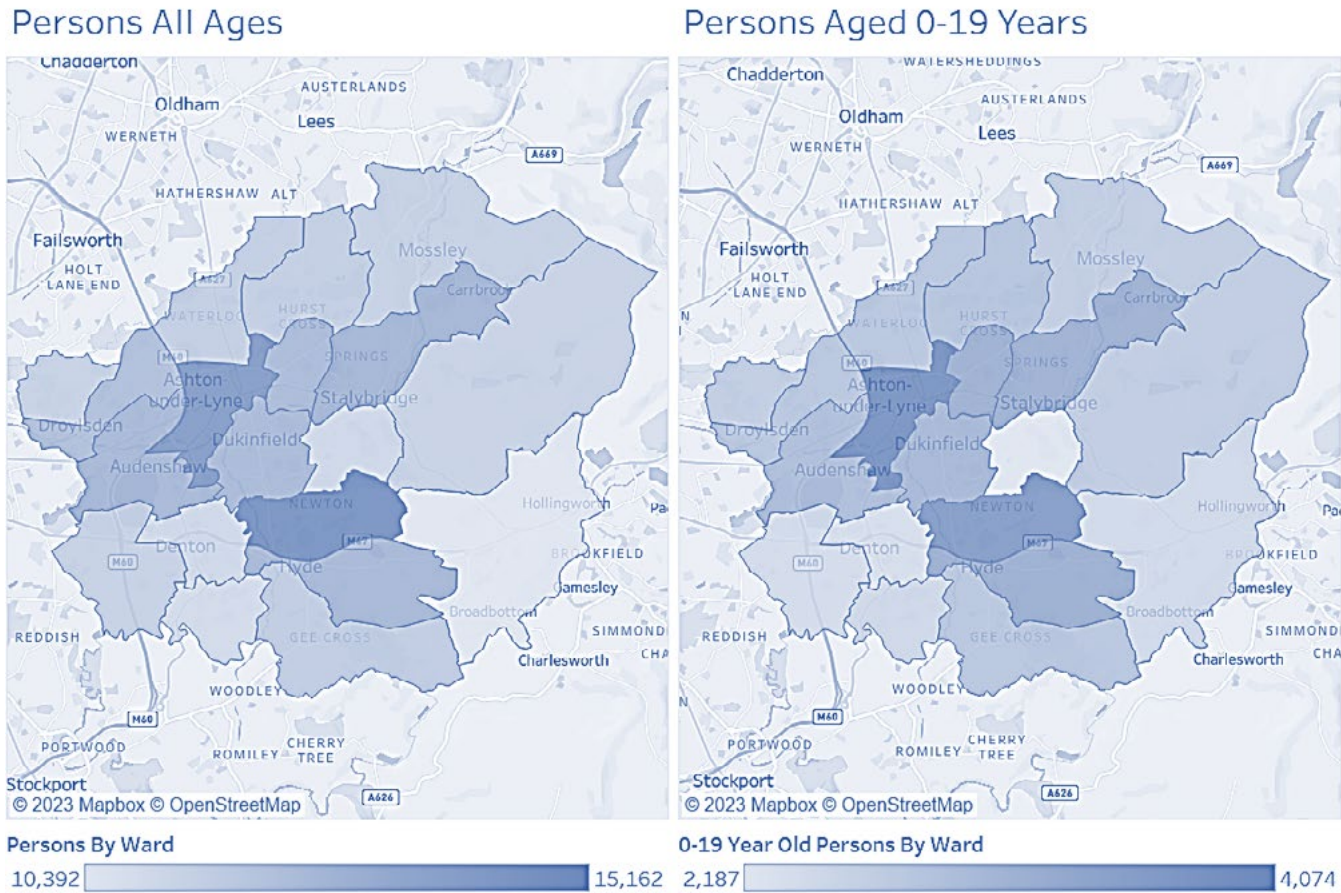 Persons All Ages
Chadderton
AUSTERLANDS
Oldham
Lees
WERNETH
A669
HATHERSHAW ALT
Failsworth
Mossley
HOLT
LANE END
A627
Carrbrook
WATERLOO
HURST
CROSS
M60
SPRINGS
Ashton-
under-Lyne
Stalybridge
Droylsden
Dukinfield
Audenshaw
Hollingworth
NEWTON
M67
Denton
BROOKFIELD
M60
Hyde
Gamesley
Broadbottom
REDDISH
GEE CROSS
SIMMOND
CHA
Charlesworth
WOODLEY
M60
PORTWOOD
CHERRY
TREE
ROMILEY
Stockport
A626
© 2023 Mapbox © OpenStreetMap
Persons By Ward
10,392
15,162
Persons Aged 0-19 Years
WATERSHEDDINGS
Chadderton
AUSTERLANDS
Oldham
Lees
WERNETH
A669
HATHERSHAW ALT
Failsworth
Mossley
HOLT
LANE END
A627
Carrbrook
N
WATERLOO
HURST
CROSS
M60
SPRINGS
Ashton-
under-Lyne
Stalybridge
Droylsden
Dukinfield
Audenshaw
Hollingworth
Pa
NEWTON
M67
Denton
BROOKFIELD
M60
Hyde
Gamesley
Broadbottom
REDDISH
GEE CROSS
SIMMOND
CHA
Charlesworth
WOODLEY
N
M60
PORTWOOD
CHERRY
TREE
ROMILEY
Stockport
A626
© 2023 Mapbox © OpenStreetMap
0-19 Year Old Persons By Ward
2,187
4,074